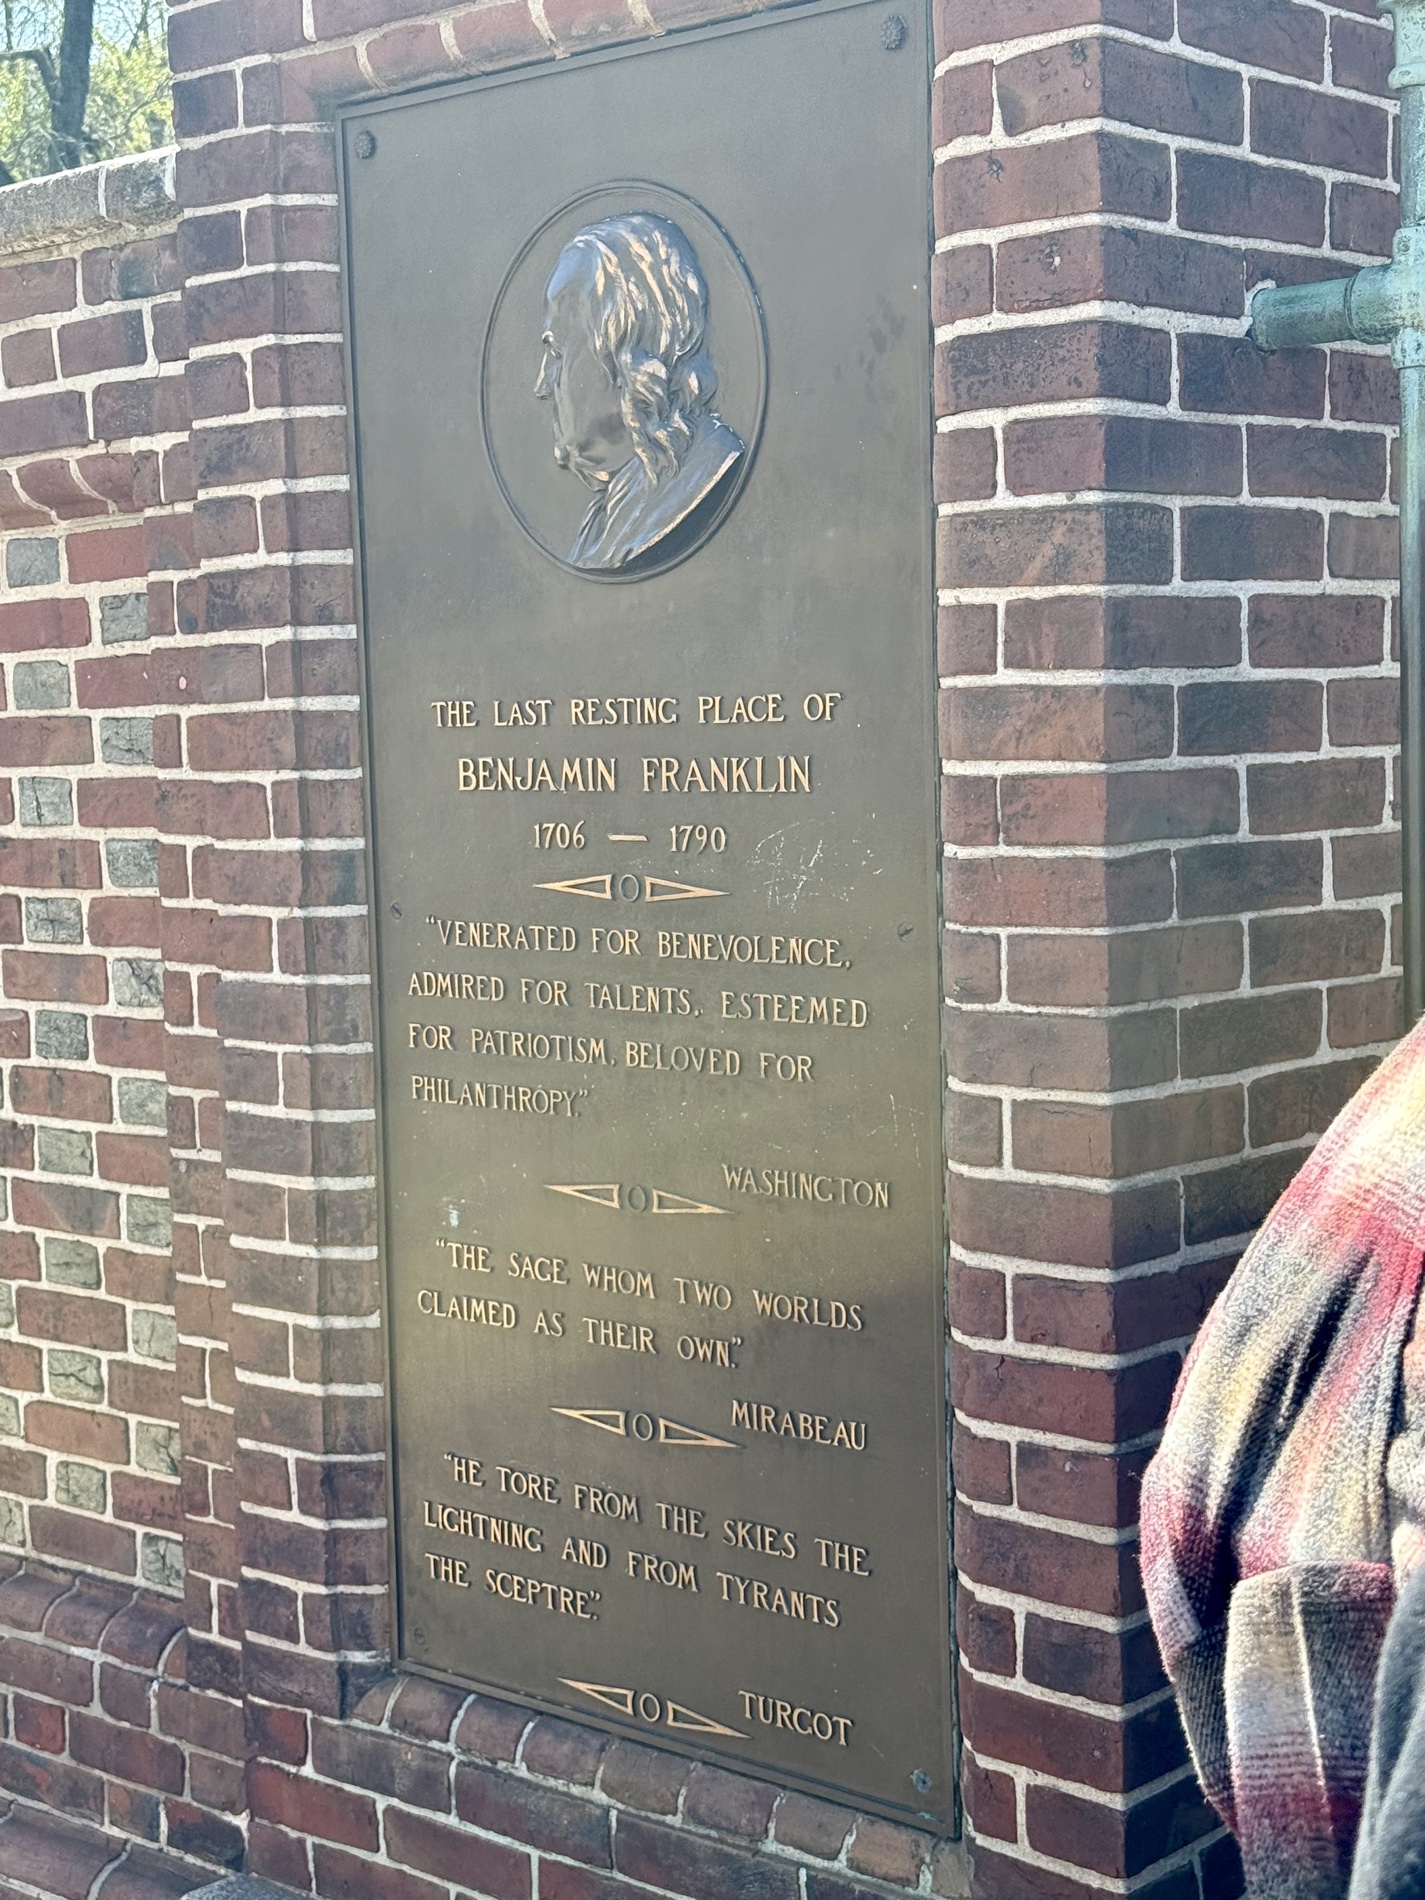 THE LAST RESTING PLACE OF
BENJAMIN FRANKLIN
1706 — 1790
"VENERATED FOR BENEVOLENCE,
ADMIRED FOR TALENTS, ESTEEMED
FOR PATRIOTISM, BELOVED FOR
PHILANTHROPY."
WASHINGTON
"THE SAGE WHOM TWO WORLDS
CLAIMED AS THEIR OWN."
MIRABEAU
"HE TORE FROM THE SKIES THE
LIGHTNING AND FROM TYRANTS
THE SCEPTRE."
TURGOT